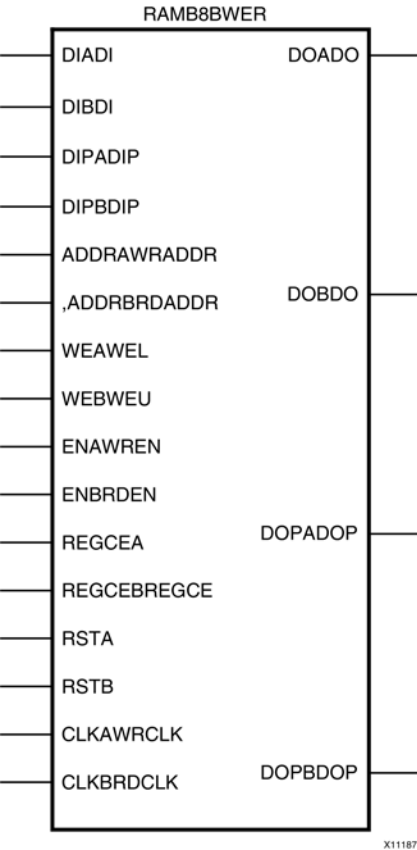 RAMB8BWER
DIADI
DOADO
DIBDI
DIPADIP
DIPBDIP
ADDRAWRADDR
,ADDRBRDADDR
DOBDO
WEAWEL
WEBWEU
ENAWREN
ENBRDEN
REGCEA
DOPADOP
REGCEBREGCE
RSTA
RSTB
CLKAWRCLK
CLKBRDCLK
DOPBDOP
X11187